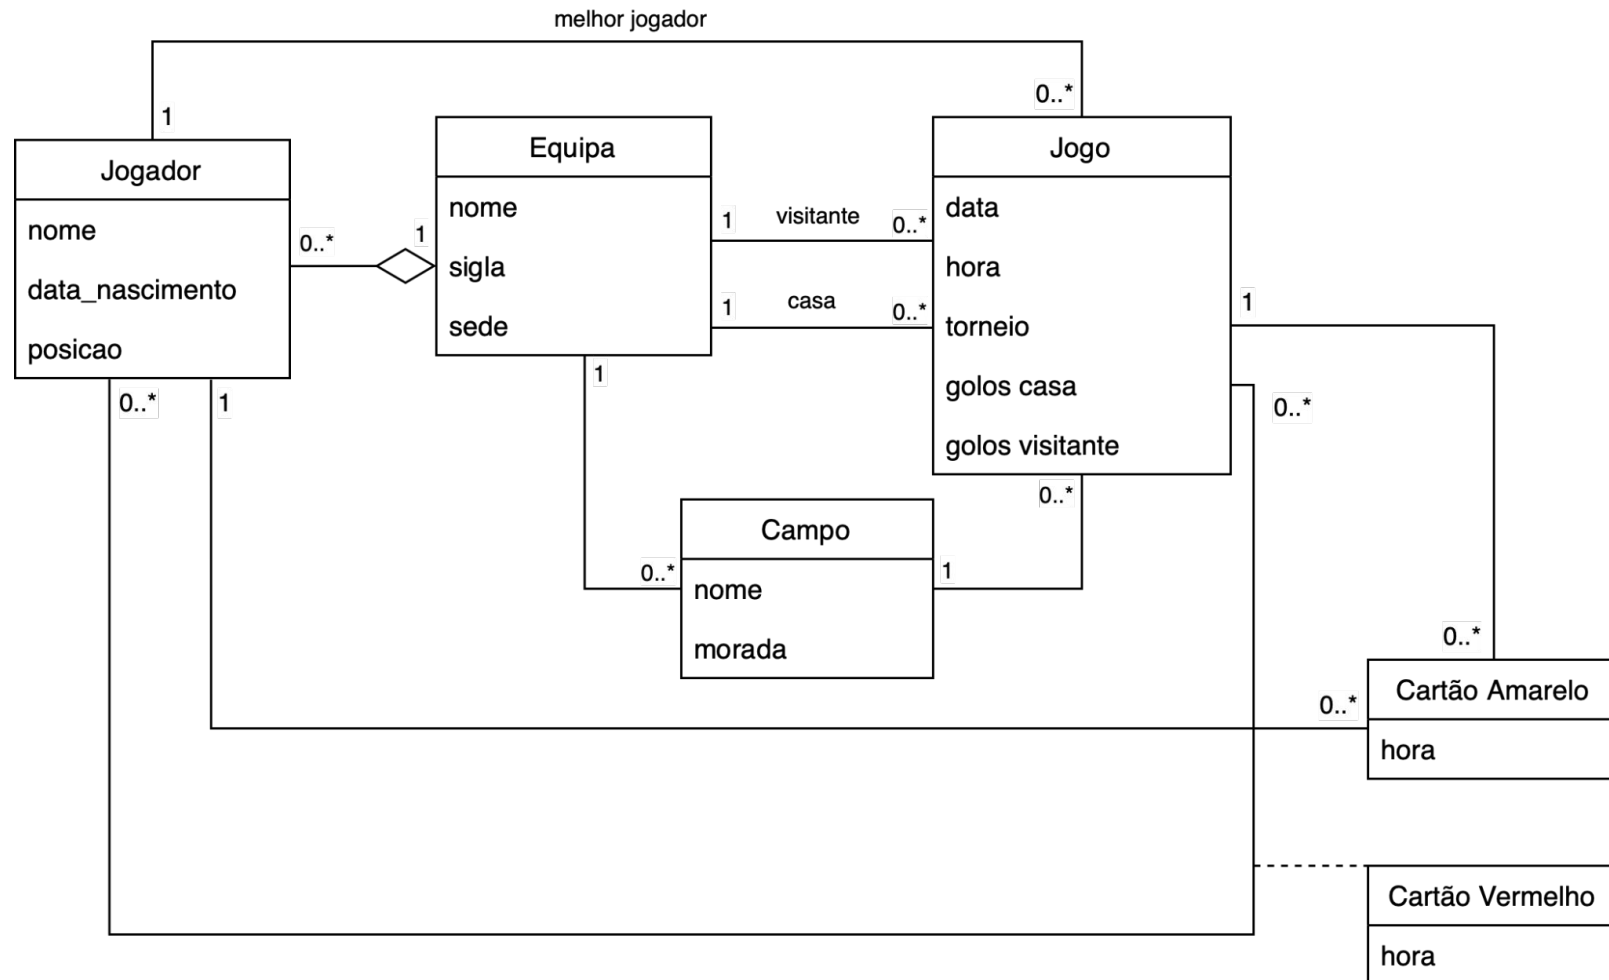 melhor jogador
1
0..*
Jogador
nome
data_nascimento
posicao
0..*
1
Equipa
nome
sigla
sede
1
visitante
0..*
1
casa
0..*
Jogo
data
hora
torneio
golos casa
golos visitante
1
0..*
0..*
1
1
0..*
Campo
nome
morada
0..*
1
0..*
0..*
Cartão Amarelo
hora
Cartão Vermelho
hora